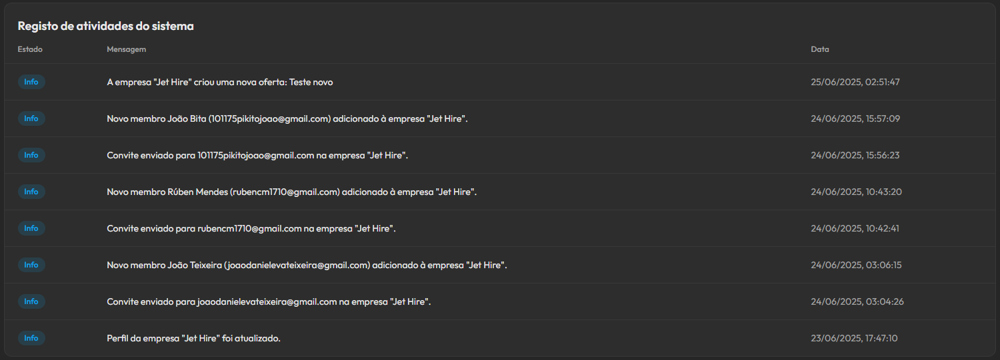 Registo de atividades do sistema
Estado Mensagem Data
Info A empresa "Jet Hire" criou uma nova oferta: Teste novo 25/06/2025, 02:51:47
Info Novo membro João Bita (101175pikitojoao@gmail.com) adicionado à empresa "Jet Hire". 24/06/2025, 15:57:09
Info Convite enviado para 101175pikitojoao@gmail.com na empresa "Jet Hire". 24/06/2025, 15:56:23
Info Novo membro Rúben Mendes (rubencm1710@gmail.com) adicionado à empresa "Jet Hire". 24/06/2025, 10:43:20
Info Convite enviado para rubencm1710@gmail.com na empresa "Jet Hire". 24/06/2025, 10:42:41
Info Novo membro João Teixeira (joaodanielevateixeira@gmail.com) adicionado à empresa "Jet Hire". 24/06/2025, 03:06:15
Info Convite enviado para joaodanielevateixeira@gmail.com na empresa "Jet Hire". 24/06/2025, 03:04:26
Info Perfil da empresa "Jet Hire" foi atualizado. 23/06/2025, 17:47:10